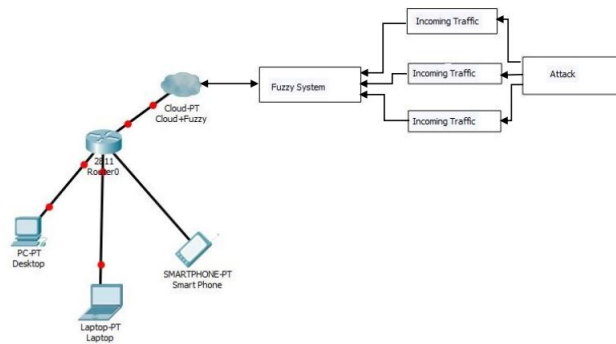 Incoming Traffic
Incoming Traffic
Attack
Fuzzy System
Incoming Traffic
Cloud-PT
Cloud+Fuzzy
2811
Router0
PC-PT
Desktop
SMARTPHONE-PT
Smart Phone
Laptop-PT
Laptop